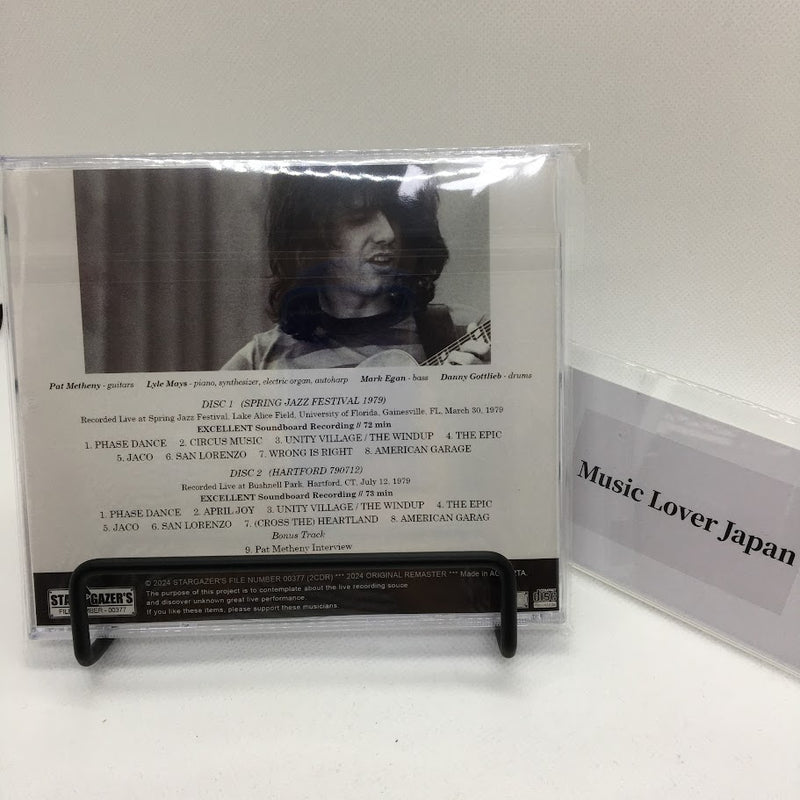 Pat Metheny - guitars Lyle Mays - piano, synthesizer, electric organ, autoharp Mark Egan - bass Danny Gottlieb - drums
DISC 1 (SPRING JAZZ FESTIVAL 1979)
Recorded Live at Spring Jazz Festival, Lake Alice Field, University of Florida, Gainesville, FL, March 30, 1979
EXCELLENT Soundboard Recording // 72 min
1. PHASE DANCE 2. CIRCUS MUSIC 3. UNITY VILLAGE / THE WINDUP 4. THE EPIC
5. JACO 6. SAN LORENZO 7. WRONG IS RIGHT 8. AMERICAN GARAGE
DISC 2 (HARTFORD 790712)
Recorded Live at Bushnell Park, Hartford, CT, July 12, 1979
EXCELLENT Soundboard Recording // 73 min
1. PHASE DANCE 2. APRIL JOY 3. UNITY VILLAGE / THE WINDUP 4. THE EPIC
5. JACO 6. SAN LORENZO 7. (CROSS THE) HEARTLAND 8. AMERICAN GARAG
Bonus Track
9. Pat Metheny Interview
© 2024 STARGAZER'S FILE NUMBER 00377 (2CDR) *** 2024 ORIGINAL REMASTER *** Made in
The purpose of this project is to contemplate about the live recording souce
and discover unknown great live performance.
If you like these items, please support these musicians.
- 00377
disc
Music Lover Japan